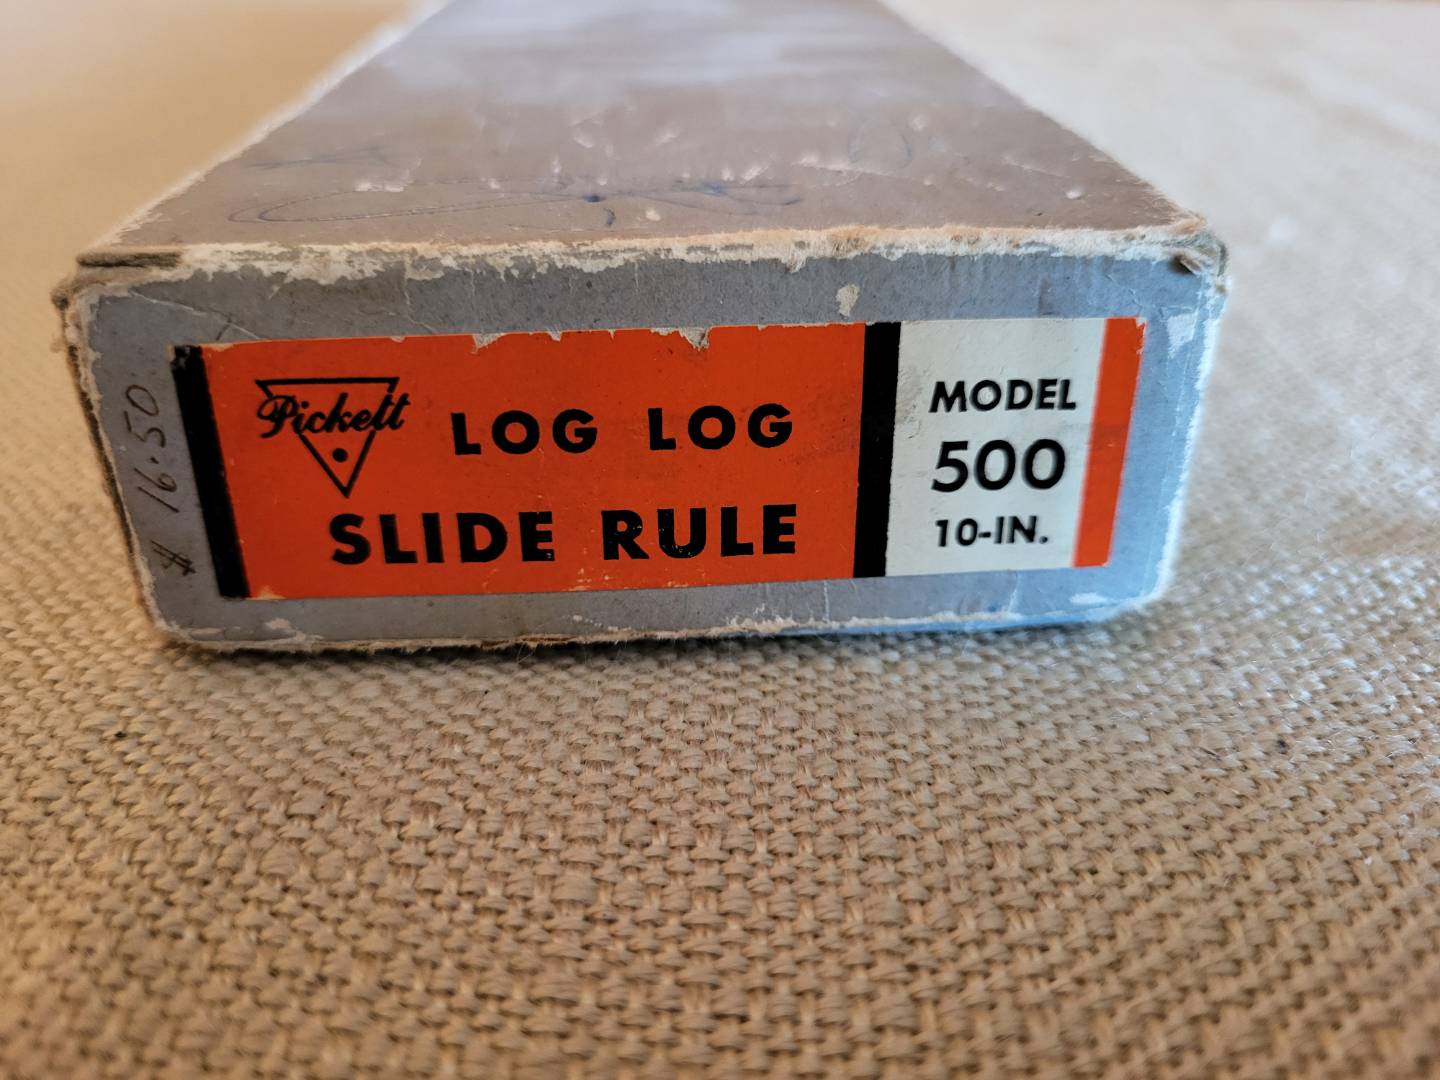 $ 16.50
Pickett
LOG LOG
SLIDE RULE
MODEL
500
10-IN.